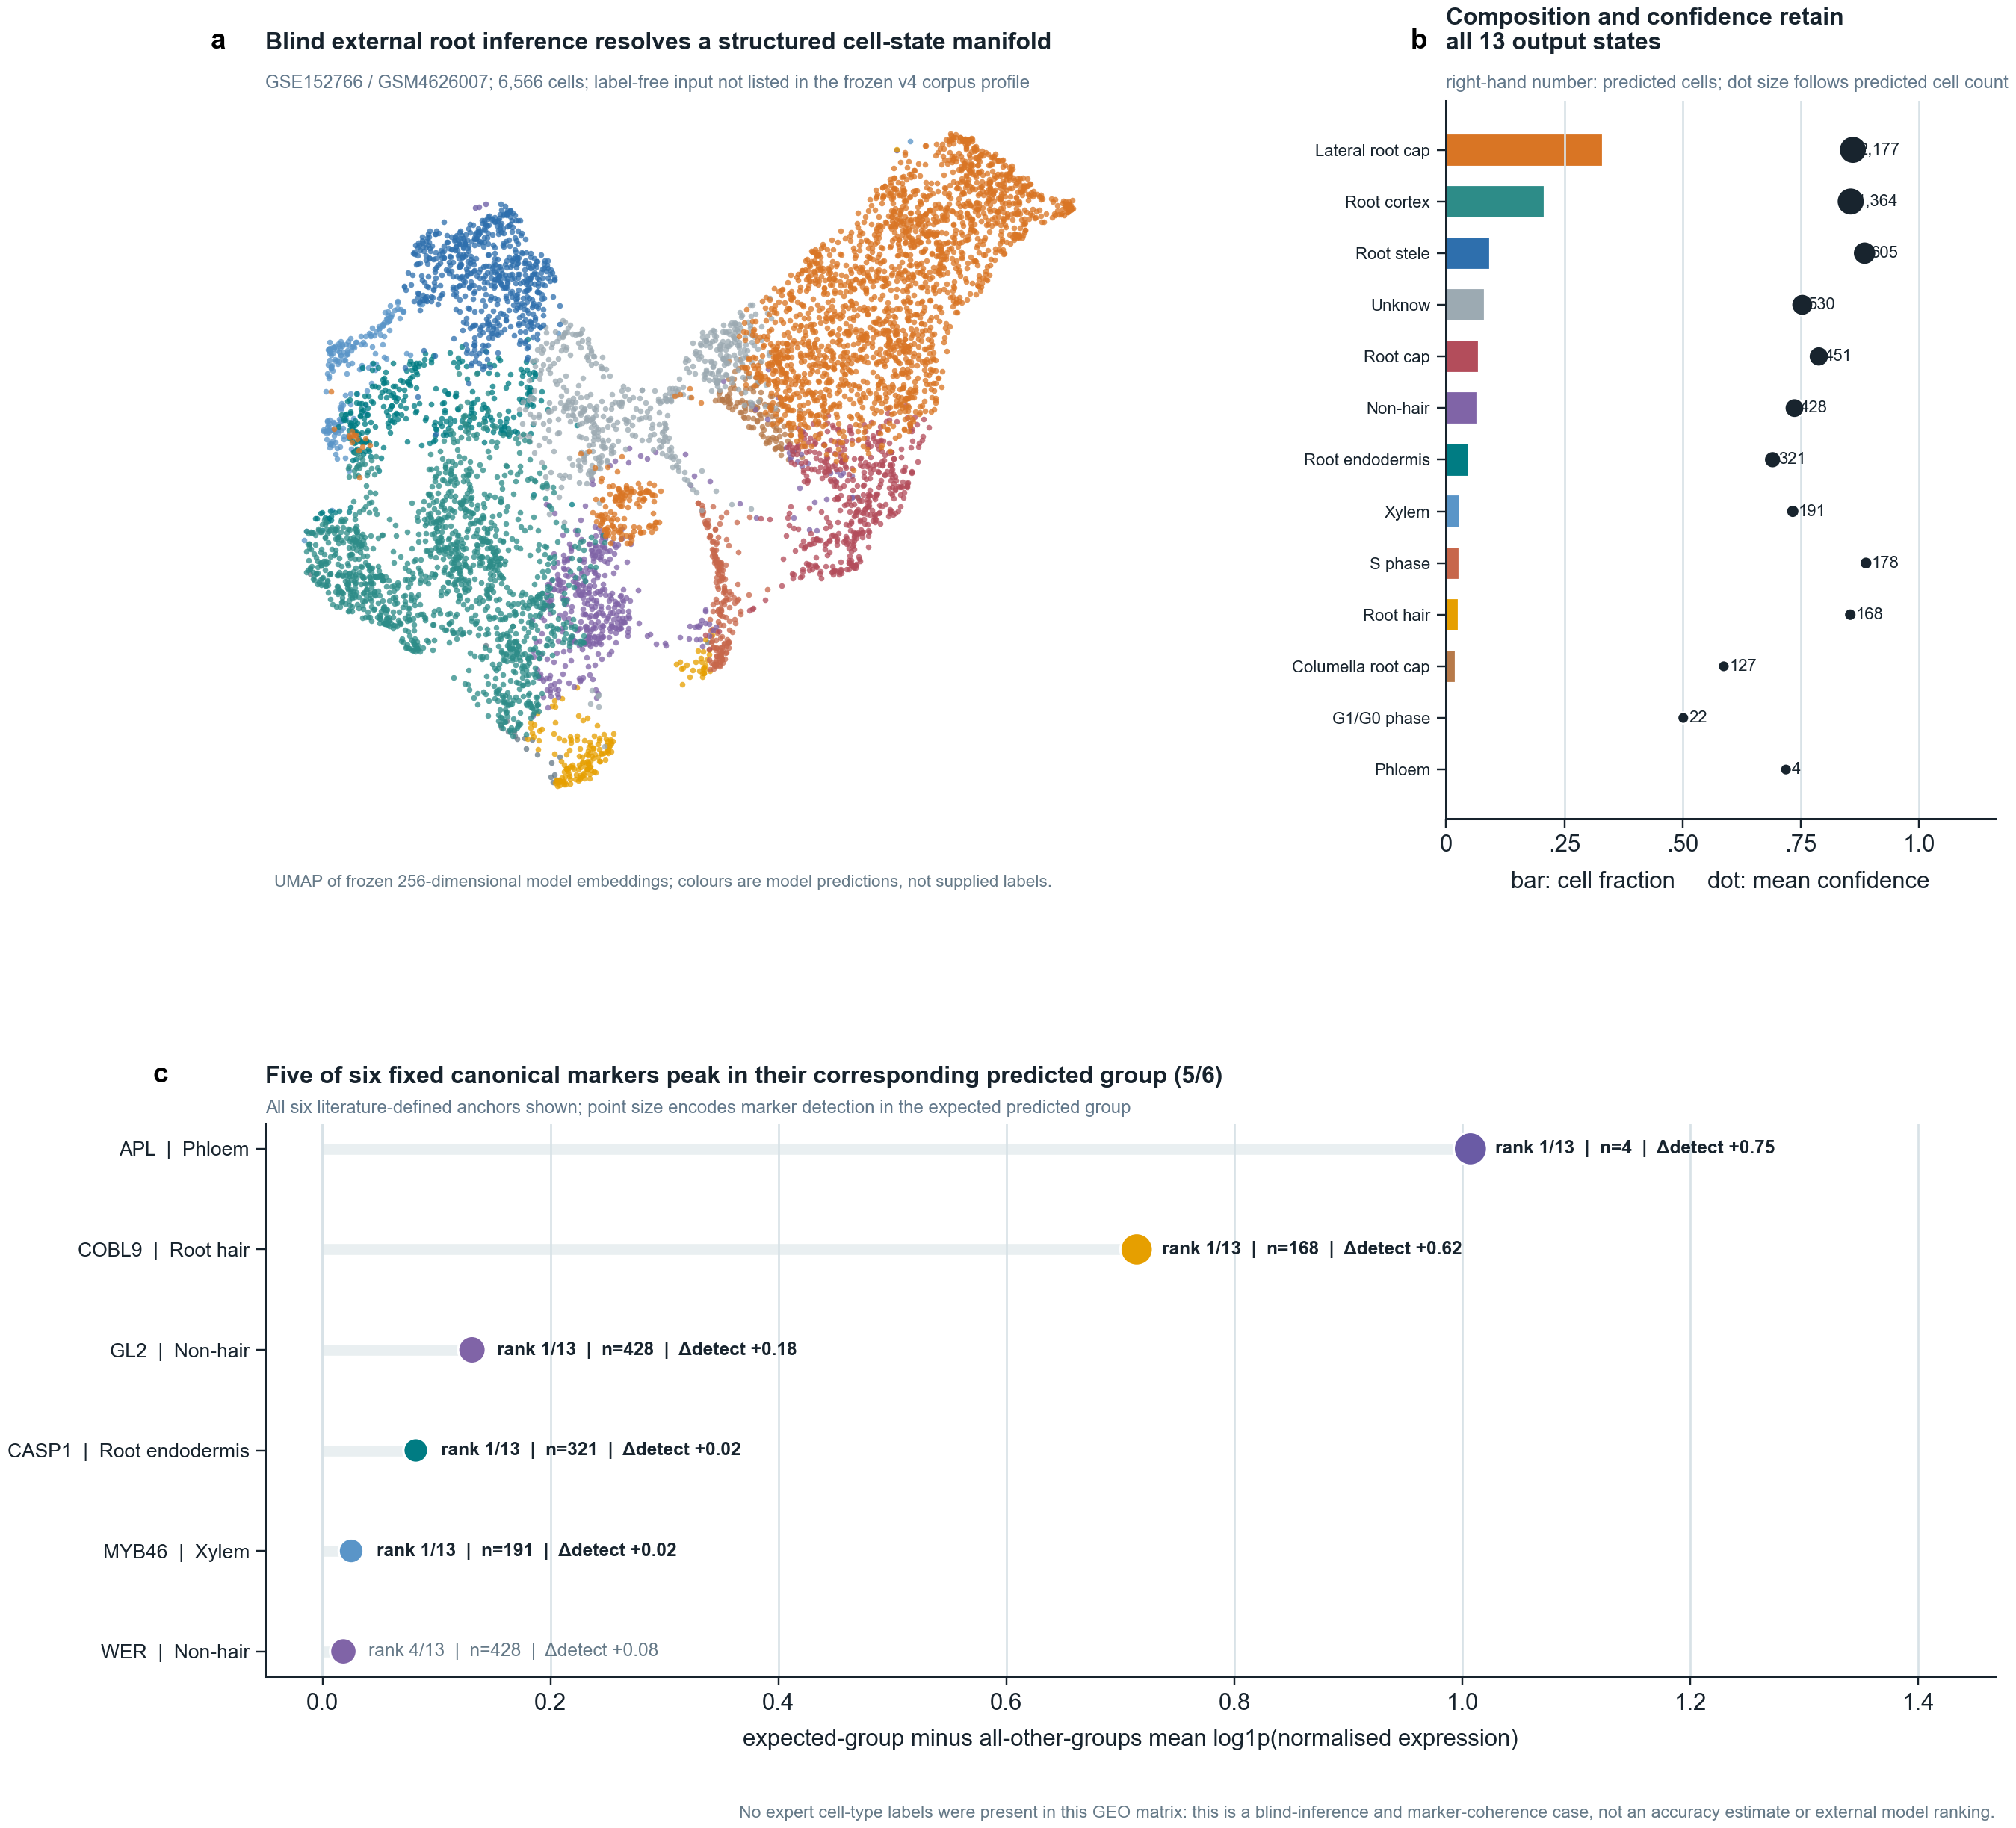 a
Blind external root inference resolves a structured cell-state manifold
GSE152766 / GSM4626007; 6,566 cells; label-free input not listed in the frozen v4 corpus profile
UMAP of frozen 256-dimensional model embeddings; colours are model predictions, not supplied labels.
b
Composition and confidence retain
all 13 output states
right-hand number: predicted cells; dot size follows predicted cell count
Lateral root cap
Root cortex
Root stele 605
Unknow 530
Root cap 451
Non-hair 428
Root endodermis 321
Xylem 191
S phase 178
Root hair 168
Columella root cap 127
G1/G0 phase 22
Phloem 4
0 .25 .50 .75 1.0
bar: cell fraction dot: mean confidence
c
Five of six fixed canonical markers peak in their corresponding predicted group (5/6)
All six literature-defined anchors shown; point size encodes marker detection in the expected predicted group
APL | Phloem rank 1/13 | n=4 | Δdetect +0.75
COBL9 | Root hair rank 1/13 | n=168 | Δdetect +0.62
GL2 | Non-hair rank 1/13 | n=428 | Δdetect +0.18
CASP1 | Root endodermis rank 1/13 | n=321 | Δdetect +0.02
MYB46 | Xylem rank 1/13 | n=191 | Δdetect +0.02
WER | Non-hair rank 4/13 | n=428 | Δdetect +0.08
0.0 0.2 0.4 0.6 0.8 1.0 1.2 1.4
expected-group minus all-other-groups mean log1p(normalised expression)
No expert cell-type labels were present in this GEO matrix: this is a blind-inference and marker-coherence case, not an accuracy estimate or external model ranking.